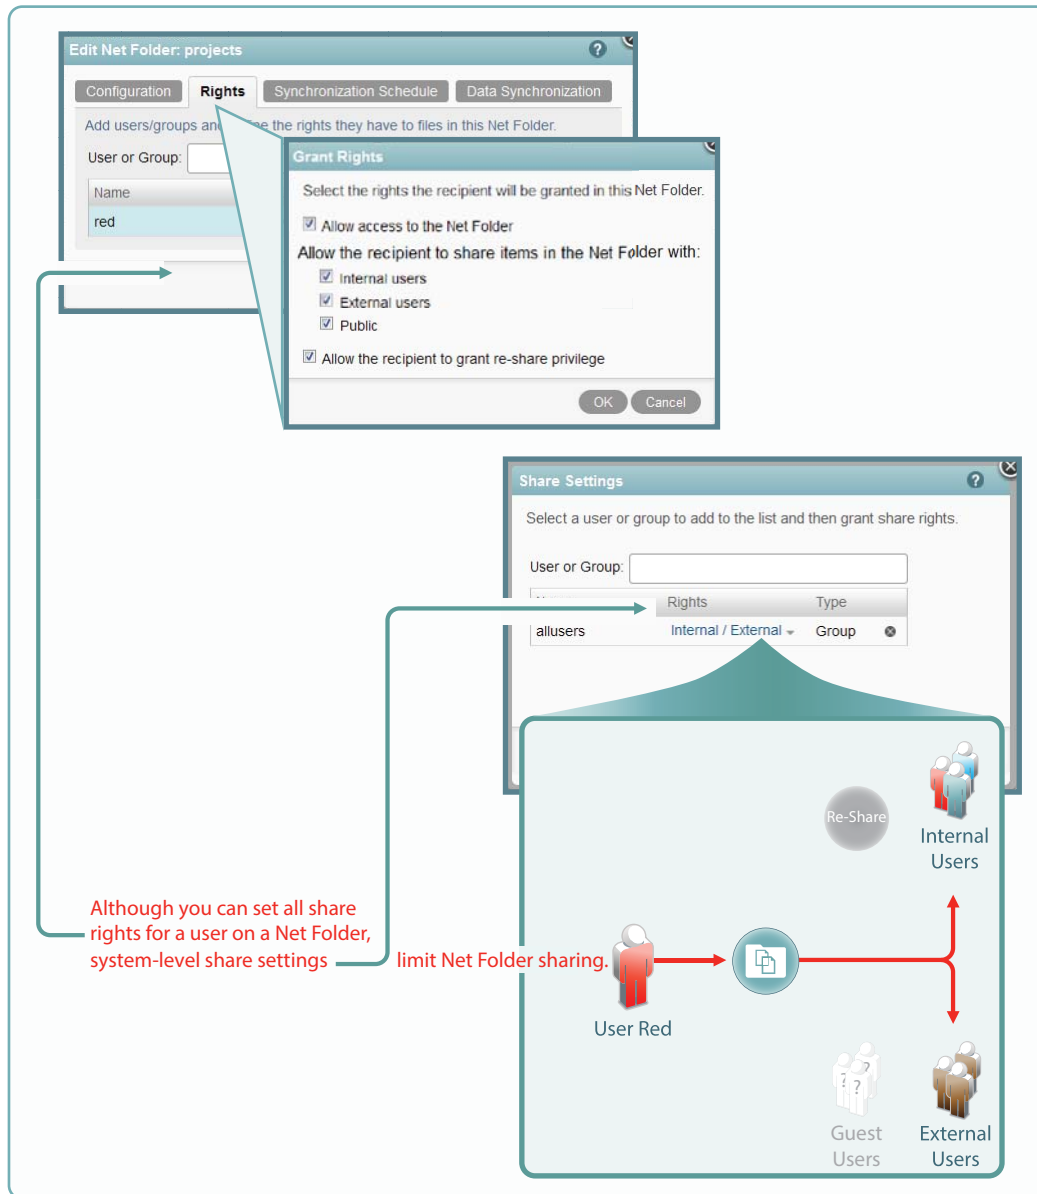 Edit Net Folder: projects
?
Configuration Rights Synchronization Schedule Data Synchronization
Add users/groups and the rights they have to files in this Net Folder.
User or Group:
Name
red
Grant Rights
Select the rights the recipient will be granted in this Net Folder.
Allow access to the Net Folder
Allow the recipient to share items in the Net Folder with:
Internal users
External users
Public
Allow the recipient to grant re-share privilege
OK Cancel
Share Settings
?
Select a user or group to add to the list and then grant share rights.
User or Group:
Rights Type
allusers Internal / External Group
Re-Share
Internal
Users
Although you can set all share
rights for a user on a Net Folder,
system-level share settings limit Net Folder sharing.
User Red
? ? ?
Guest
Users
External
Users